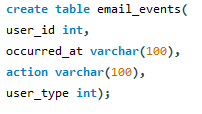 create table email_events(
user_id int,
occurred_at varchar(100),
action varchar(100),
user_type int);